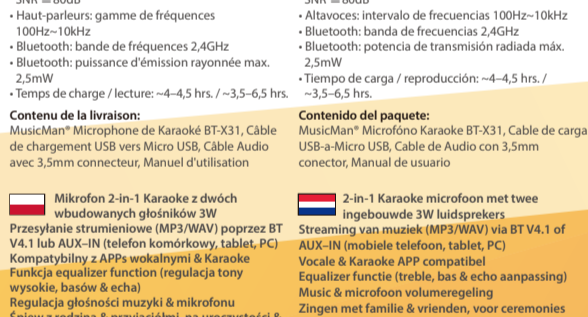 • Haut-parleurs: gamme de fréquences
100Hz~10kHz
• Bluetooth: bande de fréquences 2,4GHz
• Bluetooth: puissance d'émission rayonnée max.
2,5mW
• Temps de charge / lecture: ~4–4,5 hrs. / ~3,5–6,5 hrs.
Contenu de la livraison:
MusicMan® Microphone de Karaoké BT-X31, Câble
de chargement USB vers Micro USB, Câble Audio
avec 3,5mm connecteur, Manuel d'utilisation
Mikrofon 2-in-1 Karaoke z dwóch
wbudowanych głośników 3W
Przesyłanie strumieniowe (MP3/WAV) poprzez BT
V4.1 lub AUX–IN (telefon komórkowy, tablet, PC)
Kompatybilny z APPs wokalnymi & Karaoke
Funkcja equalizer function (regulacja tony
wysokie, basów & echa)
Regulacja głośności muzyki & mikrofonu
• Altavoces: intervalo de frecuencias 100Hz~10kHz
• Bluetooth: banda de frecuencias 2,4GHz
• Bluetooth: potencia de transmisión radiada máx.
2,5mW
• Tiempo de carga / reproducción: ~4–4,5 hrs. /
~3,5–6,5 hrs.
Contenido del paquete:
MusicMan® Micrófóno Karaoke BT-X31, Cable de carga
USB-a-Micro USB, Cable de Audio con 3,5mm
conector, Manual de usuario
2-in-1 Karaoke microfoon met twee
ingebouwde 3W luidsprekers
Streaming van muziek (MP3/WAV) via BT V4.1 of
AUX–IN (mobiele telefoon, tablet, PC)
Vocale & Karaoke APP compatibel
Equalizer functie (treble, bas & echo aanpassing)
Music & microfoon volumeregeling
Zingen met familie & vrienden, voor ceremonies